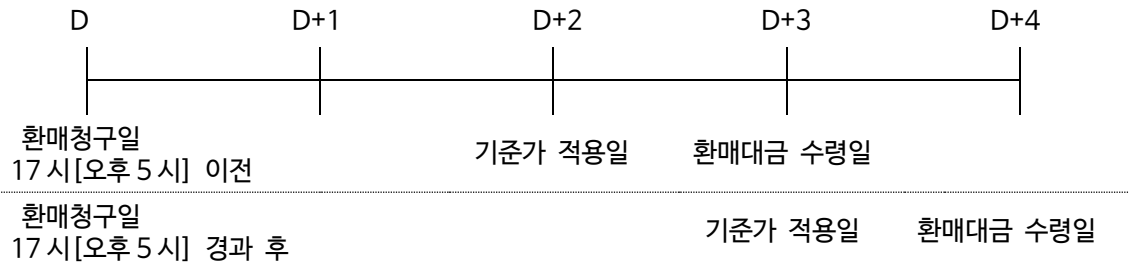 D D+1 D+2 D+3 D+4
환매청구일
17시[오후 5시] 이전
기준가 적용일 환매대금 수령일
환매청구일
17시[오후 5시] 경과 후
기준가 적용일 환매대금 수령일